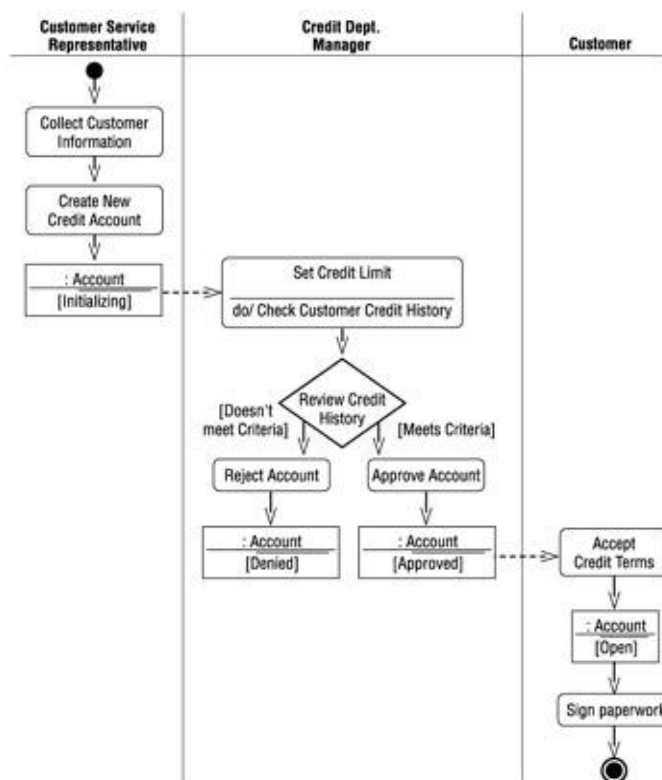 Customer Service
Representative
Credit Dept.
Manager
Customer
Collect Customer
Information
Create New
Credit Account
: Account
[Initializing]
Set Credit Limit
do/ Check Customer Credit History
Review Credit
History
[Doesn't
meet Criteria]
[Meets Criteria]
Reject Account
Approve Account
: Account
[Denied]
: Account
[Approved]
Accept
Credit Terms
: Account
[Open]
Sign paperwork